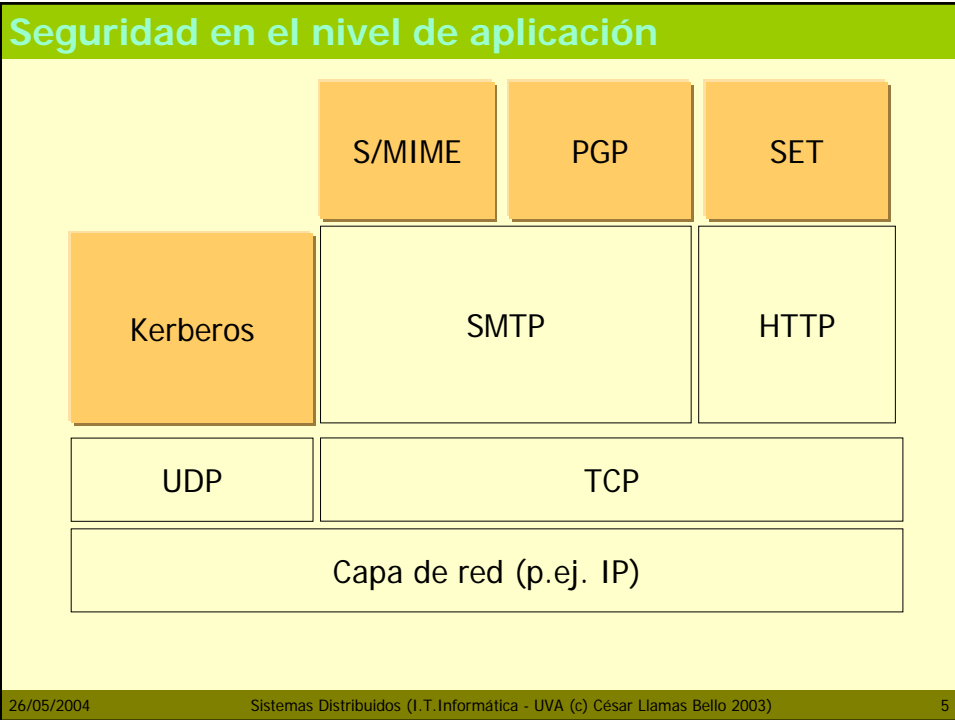 Seguridad en el nivel de aplicación
S/MIME
PGP
SET
Kerberos
SMTP
HTTP
UDP
TCP
Capa de red (p.ej. IP)
26/05/2004
Sistemas Distribuidos (I.T.Informática - UVA (c) César Llamas Bello 2003)
5